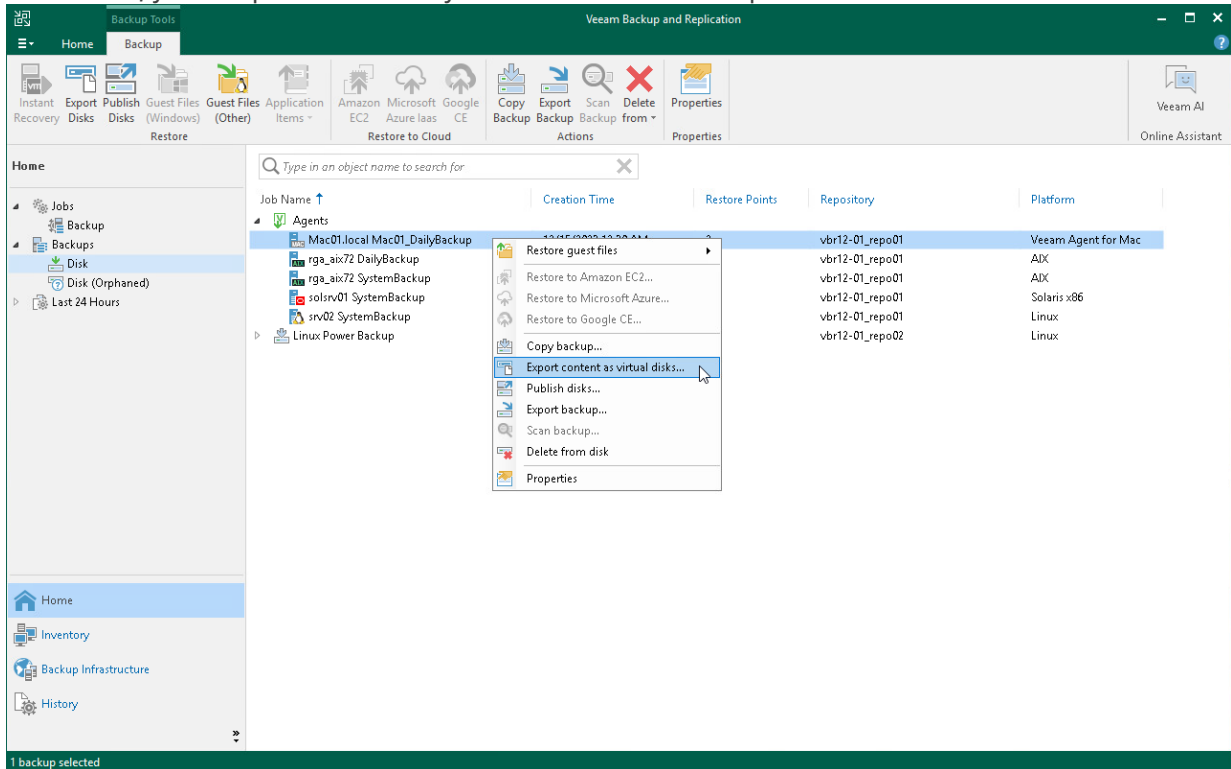 Backup Tools
Veeam Backup and Replication
Home Backup
Instant Recovery
Export Disks
Publish Disks
Guest Files (Windows)
Guest Files (Other)
Application Items
Amazon EC2
Microsoft Azure Iaas
Google CE
Copy Backup
Export Backup
Scan Backup
Delete from
Properties
Veeam AI
Restore
Restore to Cloud
Actions
Properties
Online Assistant
Home
Type in an object name to search for
Jobs
Backup
Backups
Disk
Disk (Orphaned)
Last 24 Hours
Job Name Creation Time Restore Points Repository Platform
Agents
Mac01.local Mac01_DailyBackup vbr12-01_repo01 Veeam Agent for Mac
rga_aix72 DailyBackup vbr12-01_repo01 AIX
rga_aix72 SystemBackup vbr12-01_repo01 AIX
solsrv01 SystemBackup vbr12-01_repo01 Solaris x86
srv02 SystemBackup vbr12-01_repo01 Linux
Linux Power Backup vbr12-01_repo02 Linux
Restore guest files
Restore to Amazon EC2...
Restore to Microsoft Azure...
Restore to Google CE...
Copy backup...
Export content as virtual disks...
Publish disks...
Export backup...
Scan backup...
Delete from disk
Properties
Home
Inventory
Backup Infrastructure
History
1 backup selected